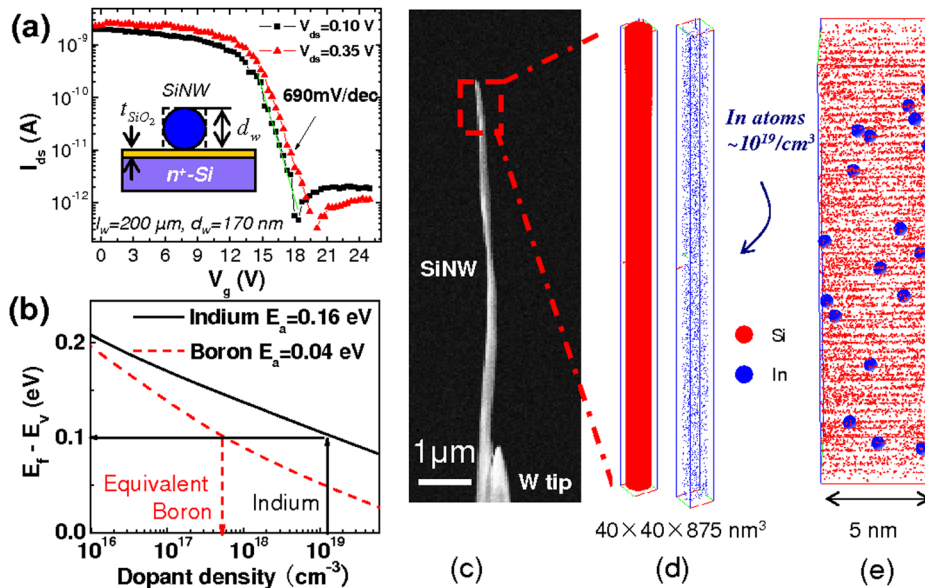 (a)
V_ds=0.10 V
V_ds=0.35 V
I_ds (A)
10^-9
10^-10
10^-11
10^-12
690mV/dec
SiNW
t_SiO2
d_w
n+-Si
l_w=200 μm, d_w=170 nm
0 3 6 9 12 15 18 21 24
V_g (V)
(b)
Indium E_a=0.16 eV
Boron E_a=0.04 eV
E_f - E_v (eV)
0.2
0.1
0.0
Equivalent
Boron
Indium
10^16 10^17 10^18 10^19
Dopant density (cm^-3)
SiNW
1μm
W tip
(c)
40×40×875 nm^3
(d)
In atoms
~10^19/cm^3
Si
In
5 nm
(e)